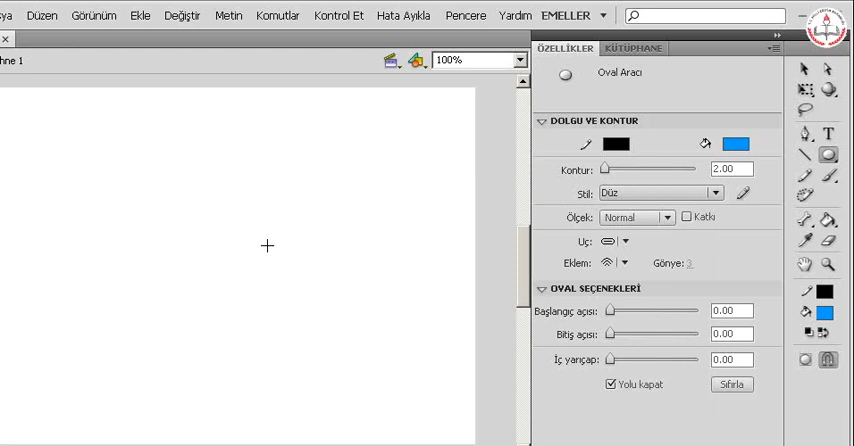 sya Düzen Görünüm Ekle Değiştir Metin Komutlar Kontrol Et Hata Ayıkla Pencere Yardım EMELLER
hne 1
100%
ÖZELLİKLER KÜTÜPHANE
Oval Aracı
DOLGU VE KONTUR
Kontur: 2.00
Stil: Düz
Ölçek: Normal Katkı
Uç:
Eklem: Gönye: 3
OVAL SEÇENEKLERİ
Başlangıç açısı: 0.00
Bitiş açısı: 0.00
İç yarıçap: 0.00
Yolu kapat Sıfırla